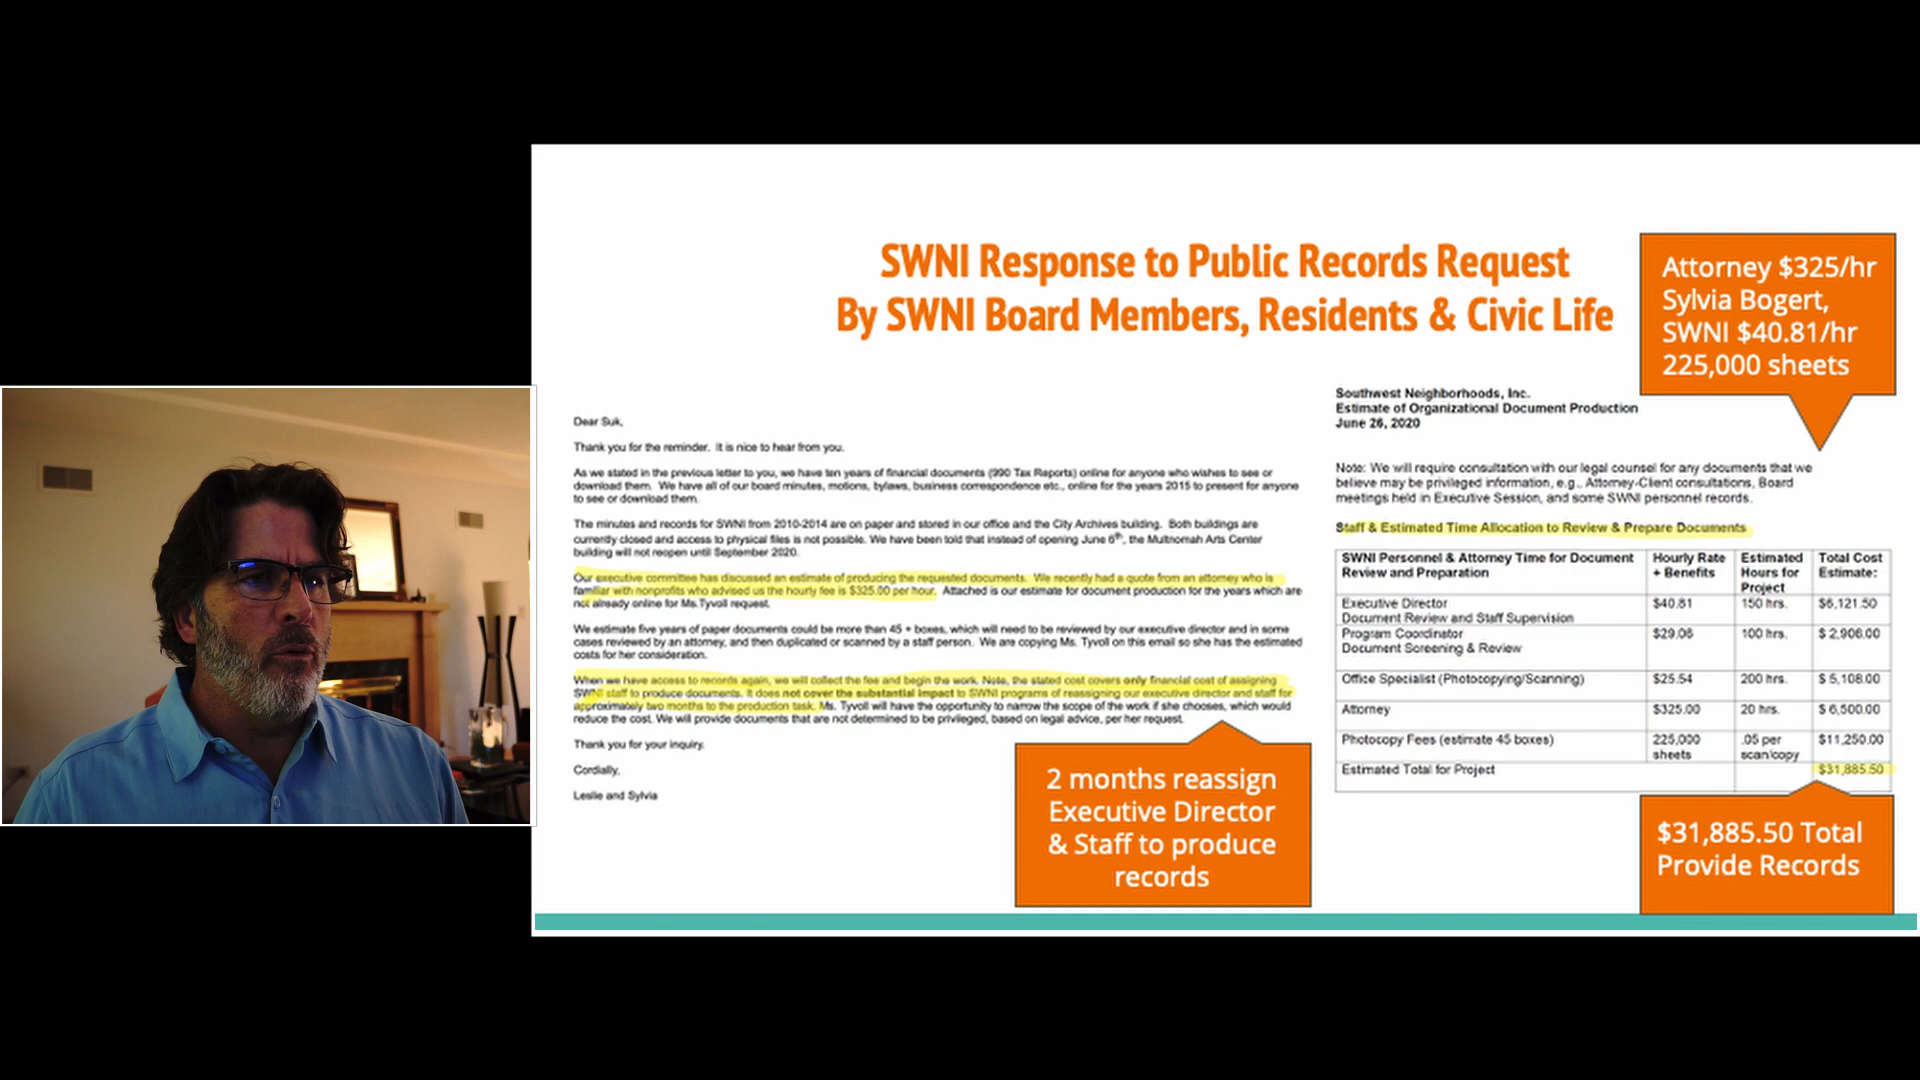 SWNI Response to Public Records Request
By SWNI Board Members, Residents & Civic Life
Attorney $325/hr
Sylvia Bogert,
SWNI $40.81/hr
225,000 sheets
Dear Suk,
Thank you for the reminder. It is nice to hear from you.
As we stated in the previous letter to you, we have ten years of financial documents (990 Tax Reports) online for anyone who wishes to see or
download them. We have all of our board minutes, motions, bylaws, business correspondence etc., online for the years 2015 to present for anyone
to see or download them.
The minutes and records for SWNI from 2010-2014 are on paper and stored in our office and the City Archives building. Both buildings are
currently closed and access to physical files is not possible. We have been told that instead of opening June 6th, the Multnomah Arts Center
building will not reopen until September 2020.
Our executive committee has discussed an estimate of producing the requested documents. We recently had a quote from an attorney who is
familiar with nonprofits who advised us the hourly fee is $325.00 per hour. Attached is our estimate for document production for the years which are
not already online for Ms.Tyvoll request.
We estimate five years of paper documents could be more than 45 + boxes, which will need to be reviewed by our executive director and in some
cases reviewed by an attorney, and then duplicated or scanned by a staff person. We are copying Ms. Tyvoll on this email so she has the estimated
costs for her consideration.
When we have access to records again, we will collect the fee and begin the work. Note, the stated cost covers only financial cost of assigning
SWNI staff to produce documents. It does not cover the substantial impact to SWNI programs of reassigning our executive director and staff for
approximately two months to the production task. Ms. Tyvoll will have the opportunity to narrow the scope of the work if she chooses, which would
reduce the cost. We will provide documents that are not determined to be privileged, based on legal advice, per her request.
Thank you for your inquiry.
Cordially,
Leslie and Sylvia
2 months reassign
Executive Director
& Staff to produce
records
Southwest Neighborhoods, Inc.
Estimate of Organizational Document Production
June 26, 2020
Note: We will require consultation with our legal counsel for any documents that we
believe may be privileged information, e.g., Attorney-Client consultations, Board
meetings held in Executive Session, and some SWNI personnel records.
Staff & Estimated Time Allocation to Review & Prepare Documents
SWNI Personnel & Attorney Time for Document Hourly Rate Estimated Total Cost
Review and Preparation + Benefits Hours for Estimate:
Project
Executive Director $40.81 150 hrs. $6,121.50
Document Review and Staff Supervision
Program Coordinator $29.06 100 hrs. $ 2,906.00
Document Screening & Review
Office Specialist (Photocopying/Scanning) $25.54 200 hrs. $ 5,108.00
Attorney $325.00 20 hrs. $ 6,500.00
Photocopy Fees (estimate 45 boxes) 225,000 .05 per $11,250.00
sheets scan/copy
Estimated Total for Project $31,885.50
$31,885.50 Total
Provide Records